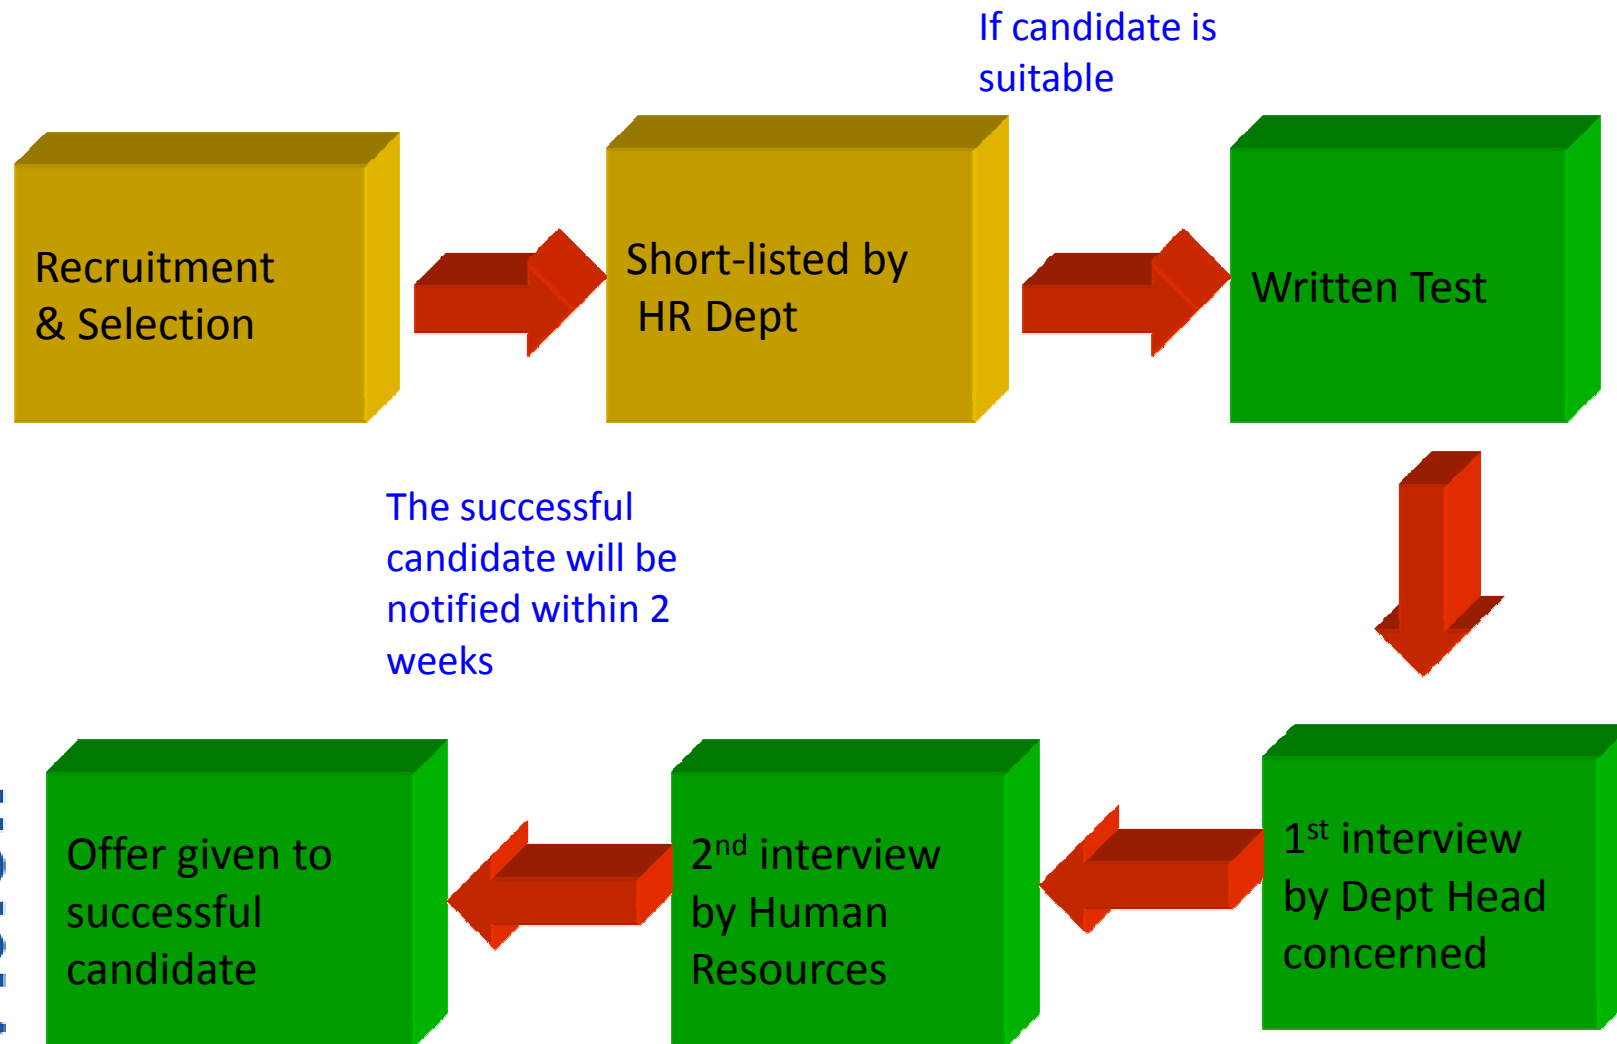 If candidate is
suitable
Recruitment
& Selection
Short-listed by
HR Dept
Written Test
The successful
candidate will be
notified within 2
weeks
1st interview
by Dept Head
concerned
2nd interview
by Human
Resources
Offer given to
successful
candidate